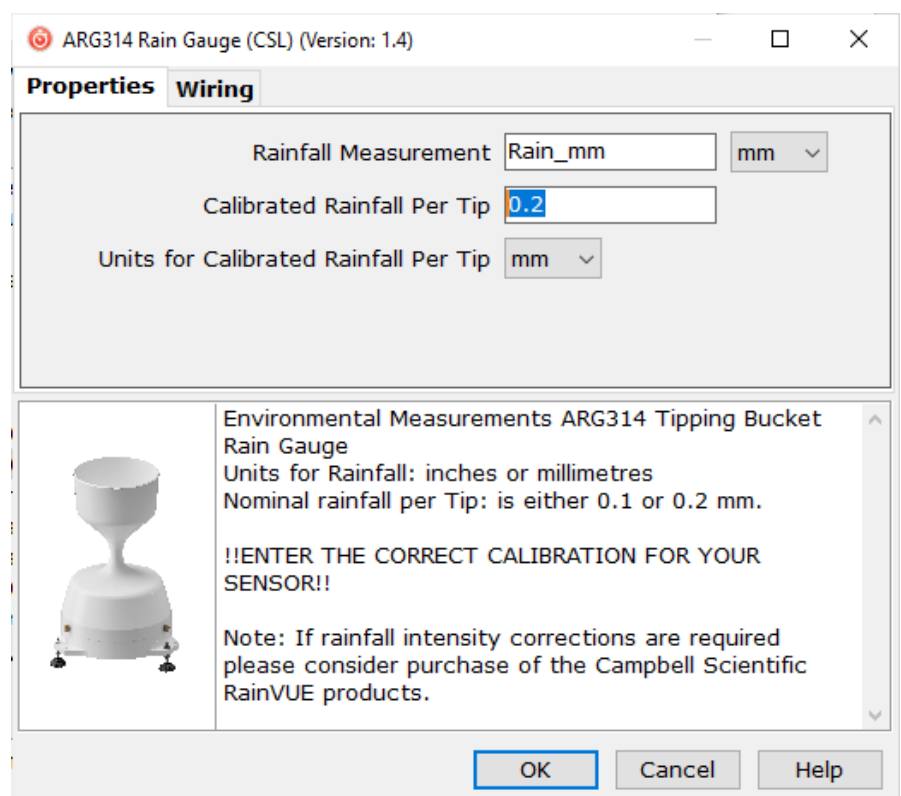 ARG314 Rain Gauge (CSL) (Version: 1.4)
Properties Wiring
Rainfall Measurement Rain_mm mm
Calibrated Rainfall Per Tip 0.2
Units for Calibrated Rainfall Per Tip mm
Environmental Measurements ARG314 Tipping Bucket
Rain Gauge
Units for Rainfall: inches or millimetres
Nominal rainfall per Tip: is either 0.1 or 0.2 mm.
!!ENTER THE CORRECT CALIBRATION FOR YOUR
SENSOR!!
Note: If rainfall intensity corrections are required
please consider purchase of the Campbell Scientific
RainVUE products.
OK Cancel Help